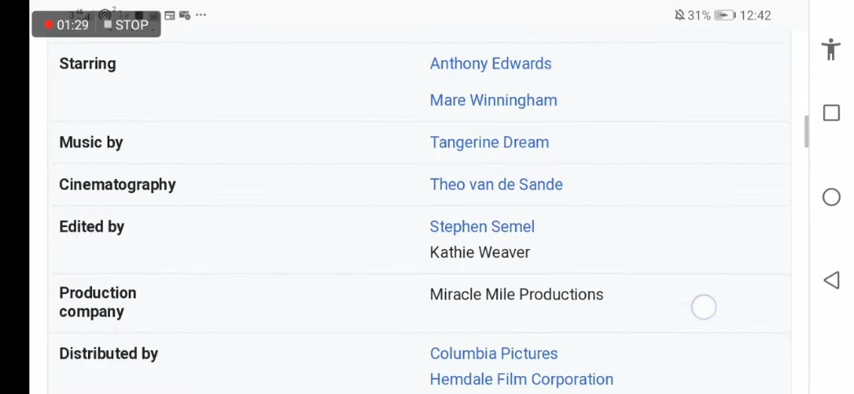 01:29 STOP
31% 12:42
Starring Anthony Edwards
Mare Winningham
Music by Tangerine Dream
Cinematography Theo van de Sande
Edited by Stephen Semel
Kathie Weaver
Production Miracle Mile Productions
company
Distributed by Columbia Pictures
Hemdale Film Corporation